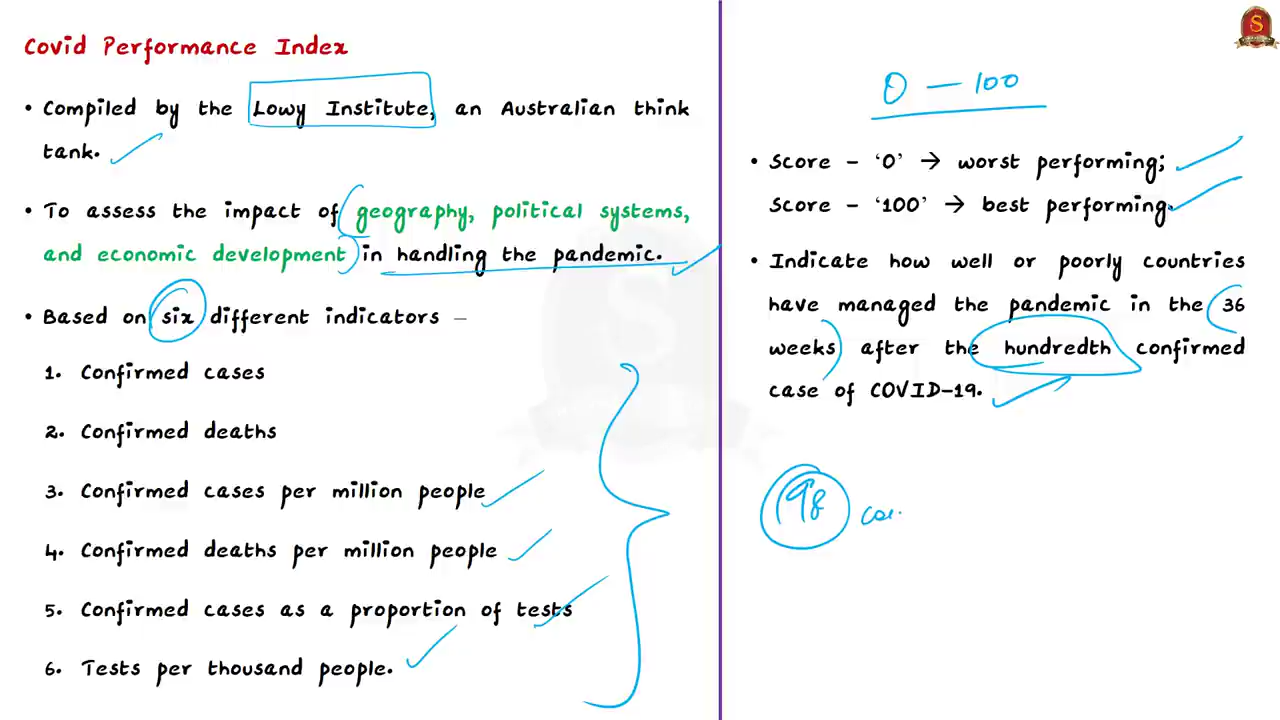 Covid Performance Index
• Compiled by the Lowy Institute, an Australian think
tank.
• To assess the impact of geography, political systems,
and economic development in handling the pandemic.
• Based on six different indicators –
1. Confirmed cases
2. Confirmed deaths
3. Confirmed cases per million people
4. Confirmed deaths per million people
5. Confirmed cases as a proportion of tests
6. Tests per thousand people.
0 – 100
• Score – ‘0’ → worst performing;
Score – ‘100’ → best performing.
• Indicate how well or poorly countries
have managed the pandemic in the 36
weeks after the hundredth confirmed
case of COVID-19.
98